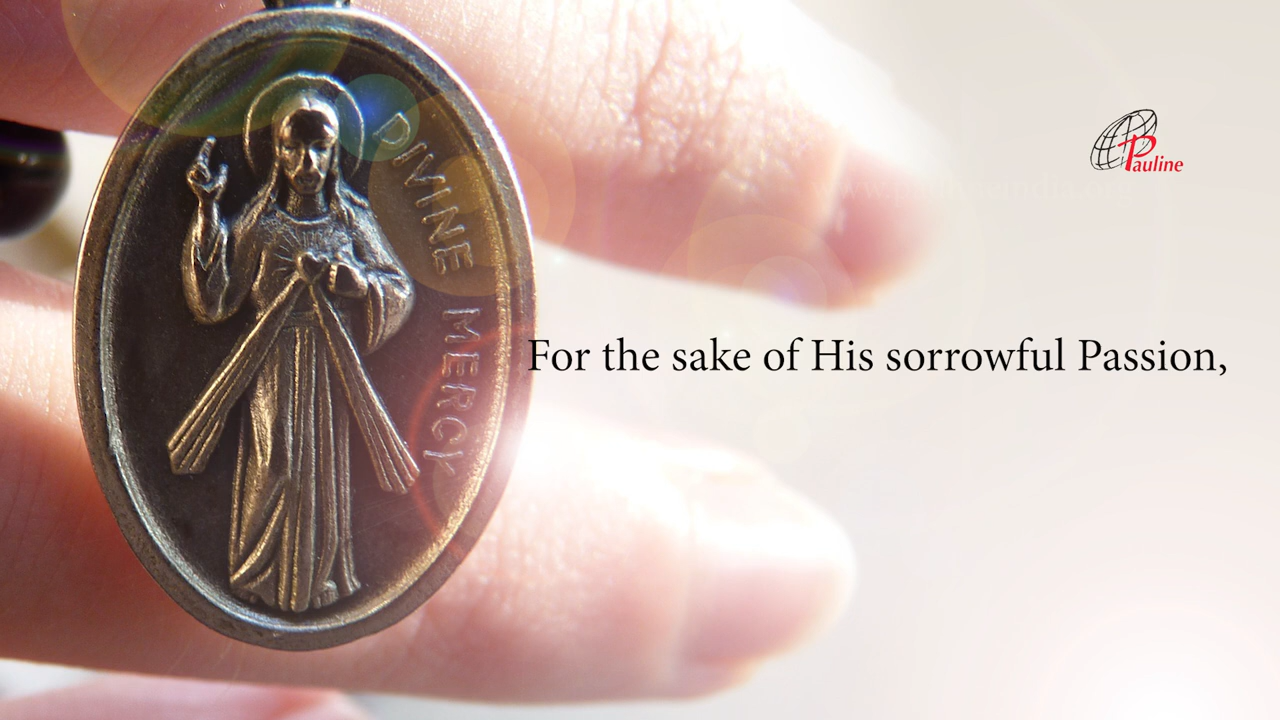 DIVINE MERCY
Pauline
For the sake of His sorrowful Passion,